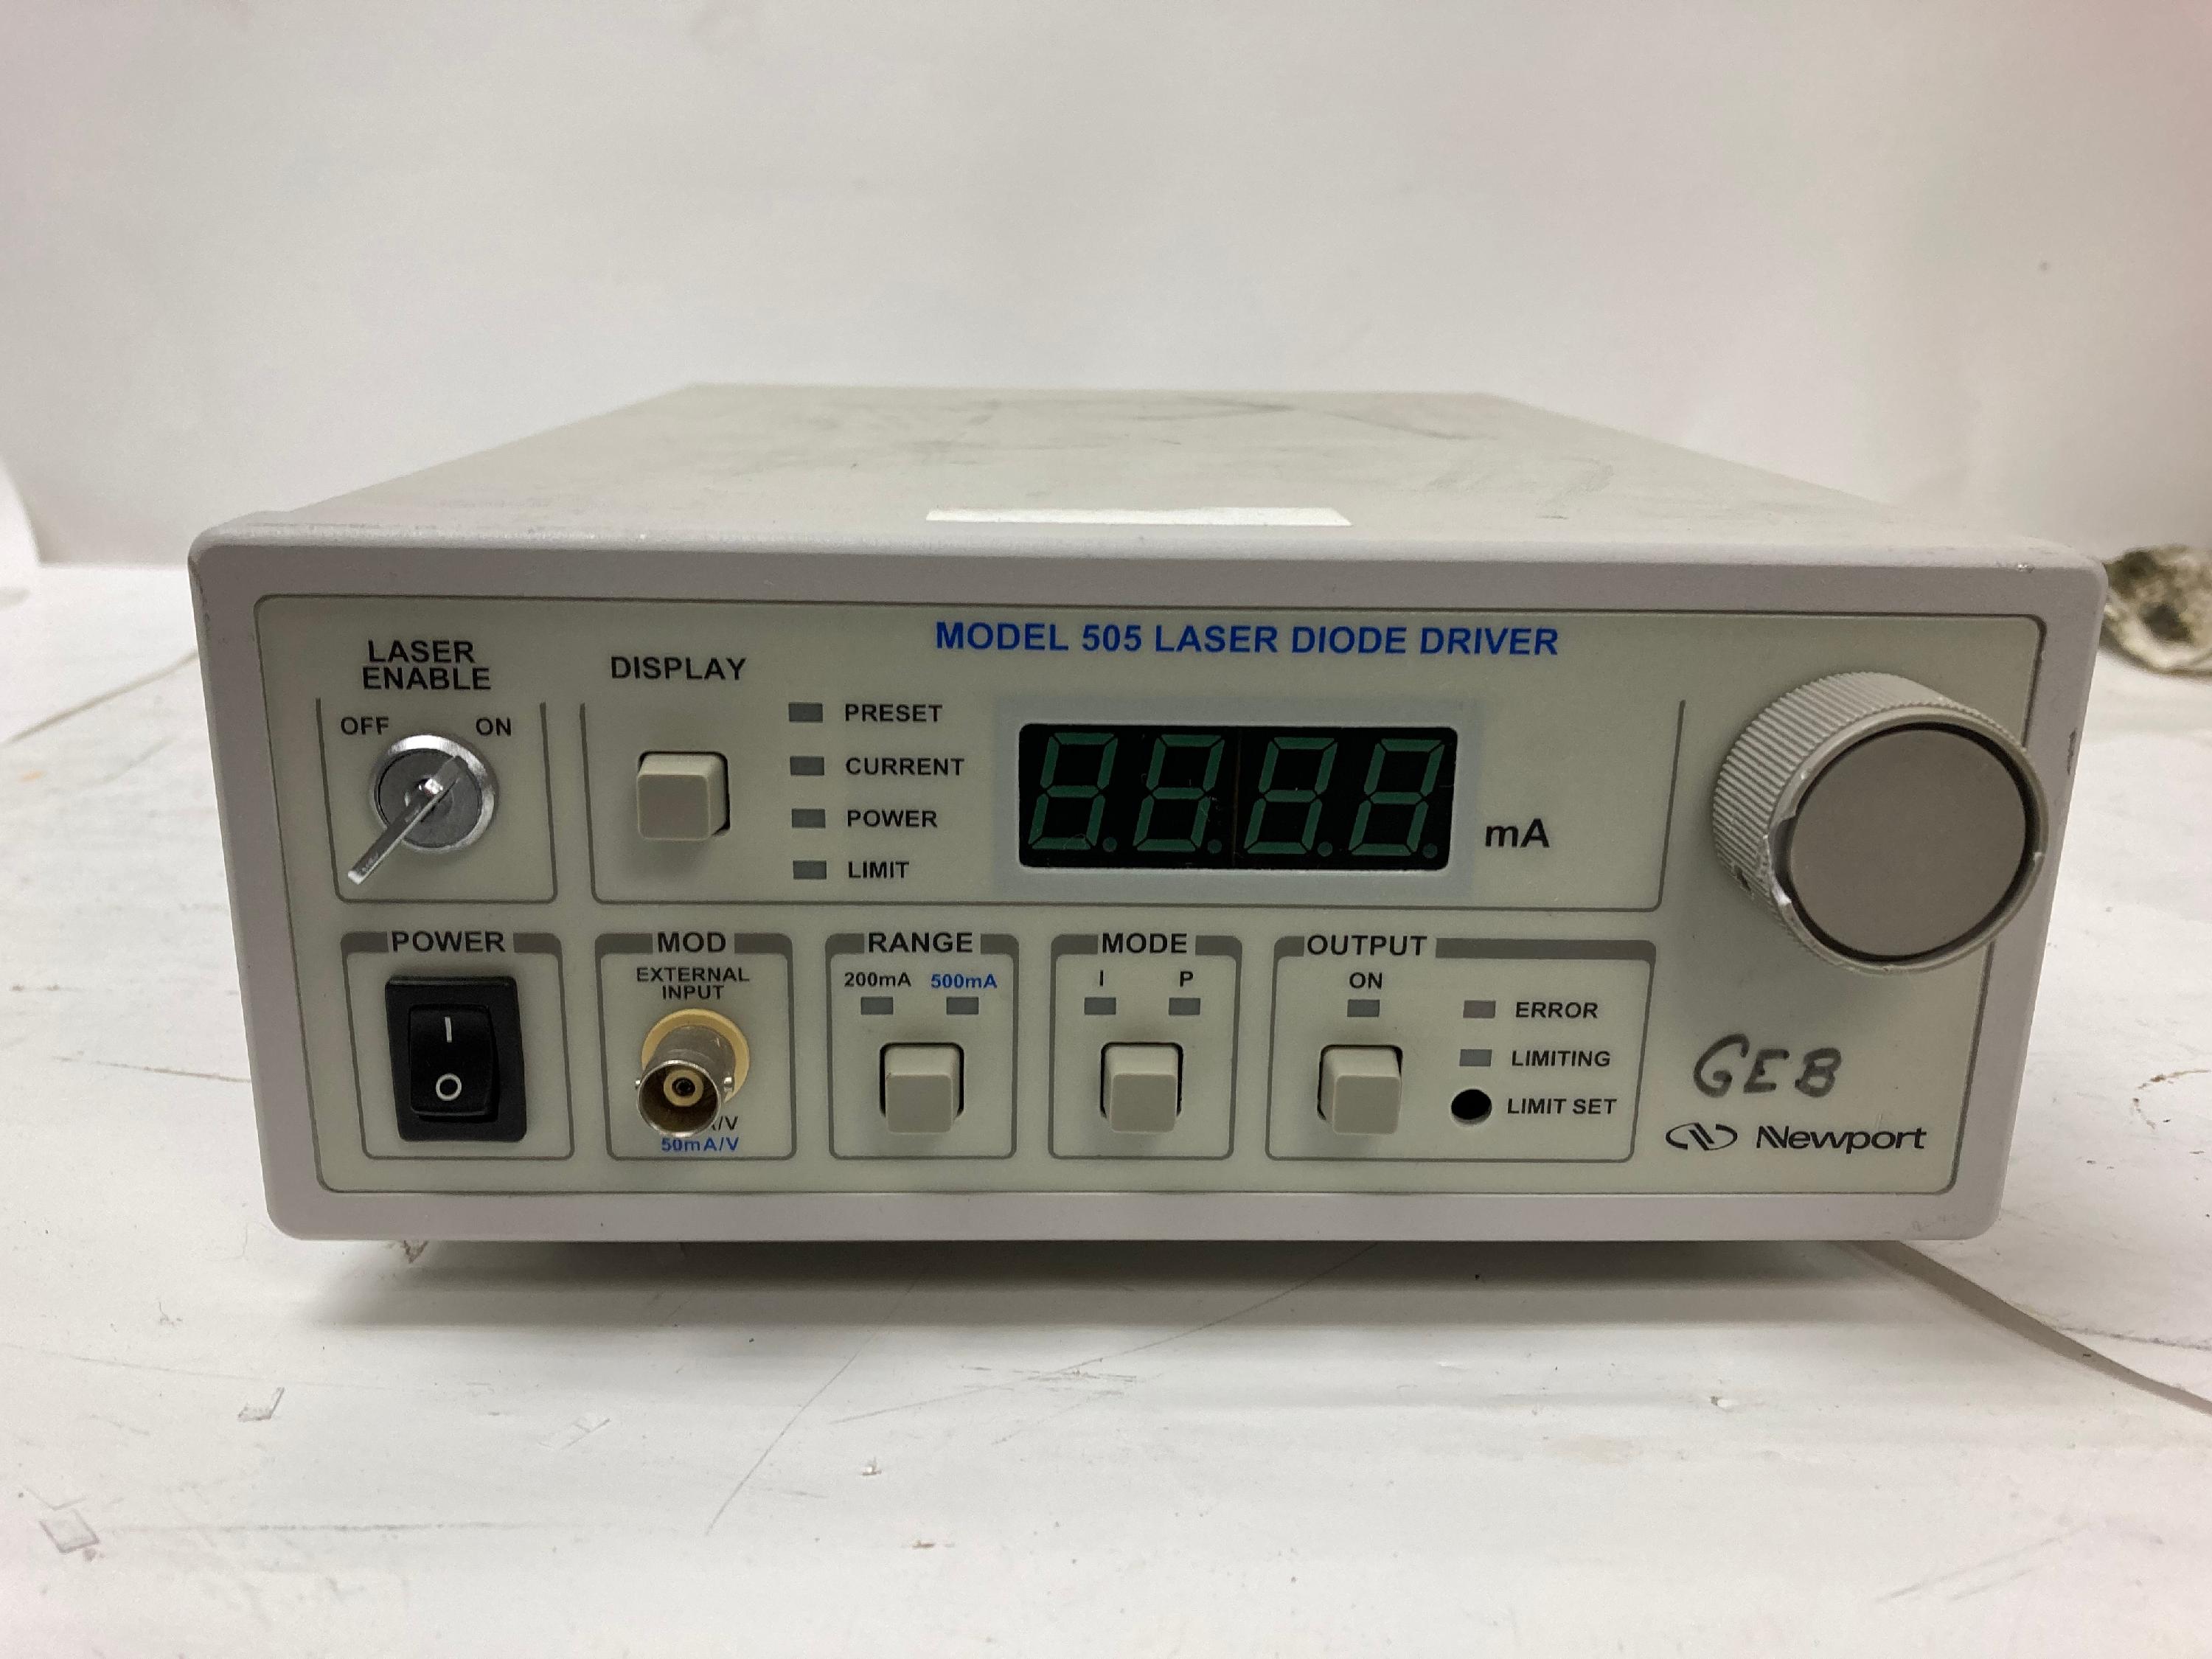 MODEL 505 LASER DIODE DRIVER
LASER
ENABLE
OFF ON
DISPLAY
PRESET
CURRENT
POWER
LIMIT
mA
POWER
I
O
MOD
EXTERNAL
INPUT
A/V
50mA/V
RANGE
200mA 500mA
MODE
I P
OUTPUT
ON
ERROR
LIMITING
LIMIT SET
GEB
Newport